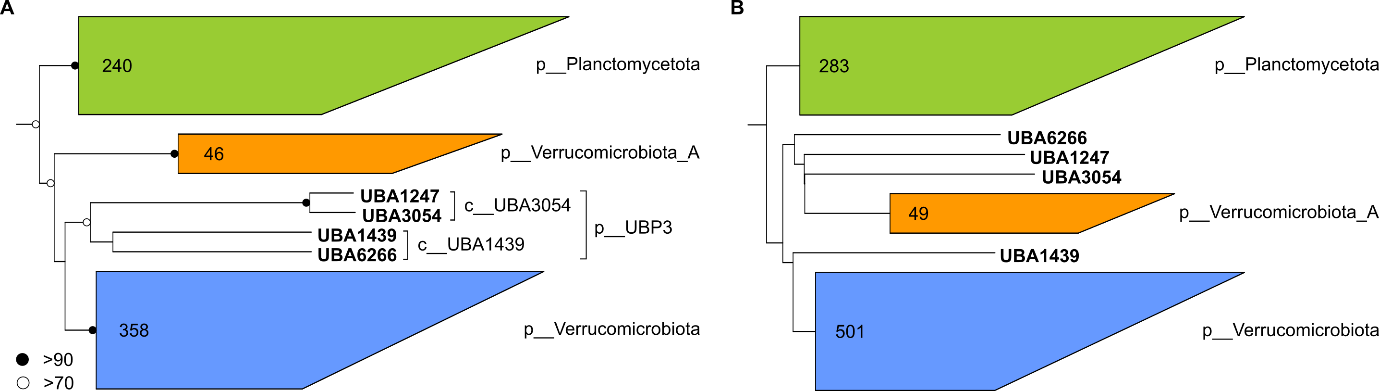 A
240
p__Planctomycetota
46
p__Verrucomicrobiota_A
UBA1247
UBA3054
c__UBA3054
UBA1439
UBA6266
c__UBA1439
p__UBP3
358
p__Verrucomicrobiota
>90
>70
B
283
p__Planctomycetota
UBA6266
UBA1247
UBA3054
49
p__Verrucomicrobiota_A
UBA1439
501
p__Verrucomicrobiota